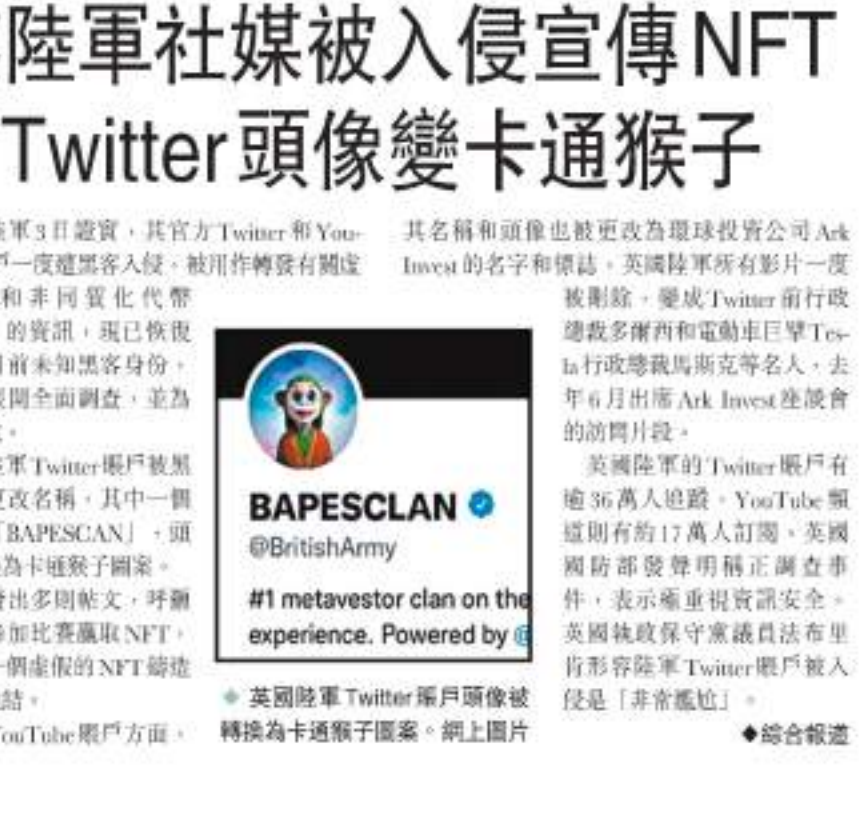 陸軍社媒被入侵宣傳NFT
Twitter頭像變卡通猴子
軍3日證實，其官方Twitter和You-
戶一度遭黑客入侵，被用作轉發有關虛
和非同質化代幣
的資訊，現已恢復
前未知黑客身份，
展開全面調查，並為
軍Twitter賬戶被黑
改名稱，其中一個
「BAPESCAN」，頭
為卡通猴子圖案。
出多則帖文，呼籲
加比賽贏取NFT，
一個虛假的NFT鑄造
結。
YouTube賬戶方面，
BAPESCLAN
@BritishArmy
#1 metavestor clan on the
experience. Powered by @
英國陸軍Twitter賬戶頭像被
轉換為卡通猴子圖案。網上圖片
其名稱和頭像也被更改為環球投資公司Ark
Invest的名字和標誌。英國陸軍所有影片一度
被刪除，變成Twitter前行政
總裁多爾西和電動車巨擘Tes-
la行政總裁馬斯克等名人，去
年6月出席Ark Invest座談會
的訪問片段。
英國陸軍的Twitter賬戶有
逾36萬人追蹤，YouTube頻
道則有約17萬人訂閱。英國
國防部發聲明稱正調查事
件，表示極重視資訊安全。
英國執政保守黨議員法布里
肯形容陸軍Twitter賬戶被入
侵是「非常尷尬」。
◆綜合報道